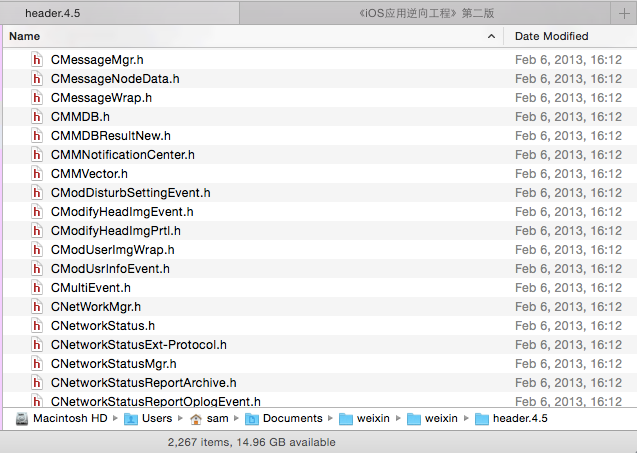 header.4.5 《iOS应用逆向工程》第二版
Name Date Modified
CMessageMgr.h Feb 6, 2013, 16:12
CMessageNodeData.h Feb 6, 2013, 16:12
CMessageWrap.h Feb 6, 2013, 16:12
CMMDB.h Feb 6, 2013, 16:12
CMMDBResultNew.h Feb 6, 2013, 16:12
CMMNotificationCenter.h Feb 6, 2013, 16:12
CMMVector.h Feb 6, 2013, 16:12
CModDisturbSettingEvent.h Feb 6, 2013, 16:12
CModifyHeadImgEvent.h Feb 6, 2013, 16:12
CModifyHeadImgPrtl.h Feb 6, 2013, 16:12
CModUserImgWrap.h Feb 6, 2013, 16:12
CModUsrInfoEvent.h Feb 6, 2013, 16:12
CMultiEvent.h Feb 6, 2013, 16:12
CNetWorkMgr.h Feb 6, 2013, 16:12
CNetworkStatus.h Feb 6, 2013, 16:12
CNetworkStatusExt-Protocol.h Feb 6, 2013, 16:12
CNetworkStatusMgr.h Feb 6, 2013, 16:12
CNetworkStatusReportArchive.h Feb 6, 2013, 16:12
CNetworkStatusReportOplogEvent.h Feb 6, 2013, 16:12
Macintosh HD Users sam Documents weixin weixin header.4.5
2,267 items, 14.96 GB available